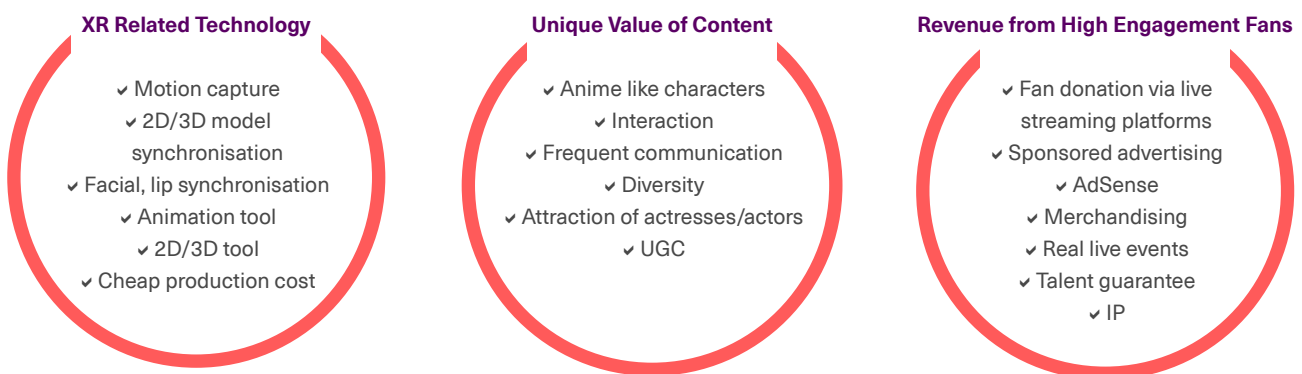 XR Related Technology
✓ Motion capture
✓ 2D/3D model
synchronisation
✓ Facial, lip synchronisation
✓ Animation tool
✓ 2D/3D tool
✓ Cheap production cost
Unique Value of Content
✓ Anime like characters
✓ Interaction
✓ Frequent communication
✓ Diversity
✓ Attraction of actresses/actors
✓ UGC
Revenue from High Engagement Fans
✓ Fan donation via live
streaming platforms
✓ Sponsored advertising
✓ AdSense
✓ Merchandising
✓ Real live events
✓ Talent guarantee
✓ IP